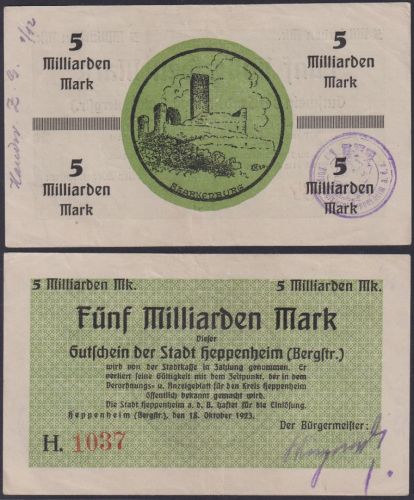 5
Milliarden
Mark
5
Milliarden
Mark
5
Milliarden
Mark
5
Milliarden
Mark
STARKENBURG
5 Milliarden Mk.
5 Milliarden Mk.
Fünf Milliarden Mark
Dieser
Gutschein der Stadt Heppenheim (Bergstr.)
wird von der Stadtkasse in Zahlung genommen. Er
verliert seine Gültigkeit mit dem Zeitpunkt, der in dem
Verordnungs- u. Anzeigeblatt für den Kreis Heppenheim
öffentlich bekannt gemacht wird.
Die Stadt Heppenheim a. d. B. haftet für die Einlösung.
Heppenheim (Bergstr.), den 18. Oktober 1923.
Der Bürgermeister:
H. 1037